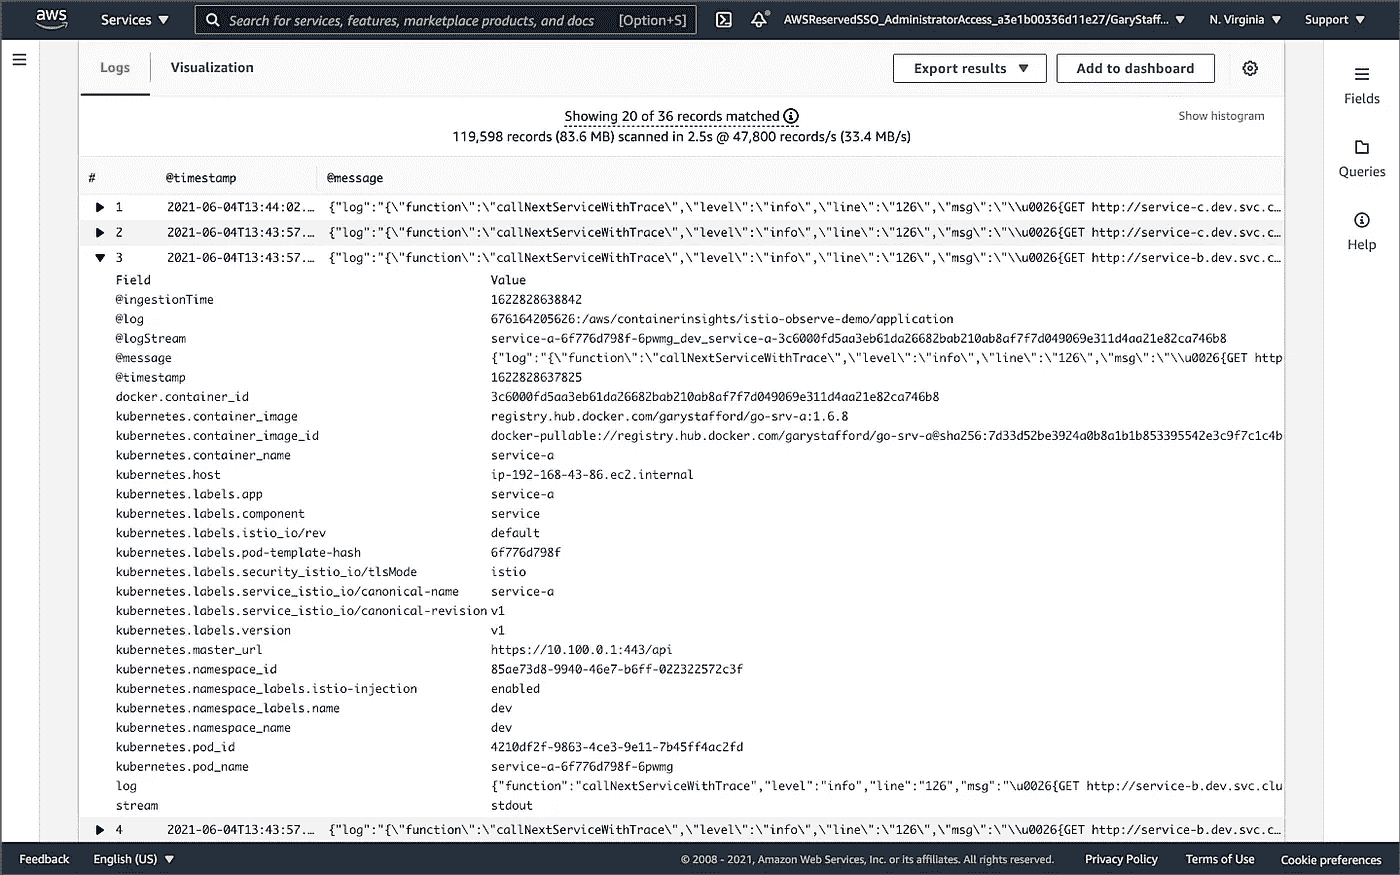 aws Services ▼ Search for services, features, marketplace products, and docs [Option+S] AWSReservedSSO_AdministratorAccess_a3e1b00336d11e27/GaryStaff... ▼ N. Virginia ▼ Support ▼
Logs Visualization Export results ▼ Add to dashboard
Fields
Showing 20 of 36 records matched
Show histogram
119,598 records (83.6 MB) scanned in 2.5s @ 47,800 records/s (33.4 MB/s)
Queries
Help
# @timestamp @message
1 2021-06-04T13:44:02.... {"log":"{\"function\":\"callNextServiceWithTrace\",\"level\":\"info\",\"line\":\"126\",\"msg\":\"\\u0026{GET http://service-c.dev.svc.c...
2 2021-06-04T13:43:57.... {"log":"{\"function\":\"callNextServiceWithTrace\",\"level\":\"info\",\"line\":\"126\",\"msg\":\"\\u0026{GET http://service-c.dev.svc.c...
3 2021-06-04T13:43:57.... {"log":"{\"function\":\"callNextServiceWithTrace\",\"level\":\"info\",\"line\":\"126\",\"msg\":\"\\u0026{GET http://service-b.dev.svc.c...
Field Value
@ingestionTime 1622828638842
@log 676164205626:/aws/containerinsights/istio-observe-demo/application
@logStream service-a-6f776d798f-6pwmg_dev_service-a-3c6000fd5aa3eb61da26682bab210ab8af7f7d049069e311d4aa21e82ca746b8
@message {"log":"{\"function\":\"callNextServiceWithTrace\",\"level\":\"info\",\"line\":\"126\",\"msg\":\"\\u0026{GET http
@timestamp 1622828637825
docker.container_id 3c6000fd5aa3eb61da26682bab210ab8af7f7d049069e311d4aa21e82ca746b8
kubernetes.container_image registry.hub.docker.com/garystafford/go-srv-a:1.6.8
kubernetes.container_image_id docker-pullable://registry.hub.docker.com/garystafford/go-srv-a@sha256:7d33d52be3924a0b8a1b1b853395542e3c9f7c1c4b
kubernetes.container_name service-a
kubernetes.host ip-192-168-43-86.ec2.internal
kubernetes.labels.app service-a
kubernetes.labels.component service
kubernetes.labels.istio_io/rev default
kubernetes.labels.pod-template-hash 6f776d798f
kubernetes.labels.security_istio_io/tlsMode istio
kubernetes.labels.service_istio_io/canonical-name service-a
kubernetes.labels.service_istio_io/canonical-revision v1
kubernetes.labels.version v1
kubernetes.master_url https://10.100.0.1:443/api
kubernetes.namespace_id 85ae73d8-9940-46e7-b6ff-022322572c3f
kubernetes.namespace_labels.istio-injection enabled
kubernetes.namespace_labels.name dev
kubernetes.namespace_name dev
kubernetes.pod_id 4210df2f-9863-4ce3-9e11-7b45ff4ac2fd
kubernetes.pod_name service-a-6f776d798f-6pwmg
log {"function":"callNextServiceWithTrace","level":"info","line":"126","msg":"\u0026{GET http://service-b.dev.svc.clu
stream stdout
4 2021-06-04T13:43:57.... {"log":"{\"function\":\"callNextServiceWithTrace\",\"level\":\"info\",\"line\":\"126\",\"msg\":\"\\u0026{GET http://service-b.dev.svc.c...
Feedback English (US) ▼ © 2008 - 2021, Amazon Web Services, Inc. or its affiliates. All rights reserved. Privacy Policy Terms of Use Cookie preferences